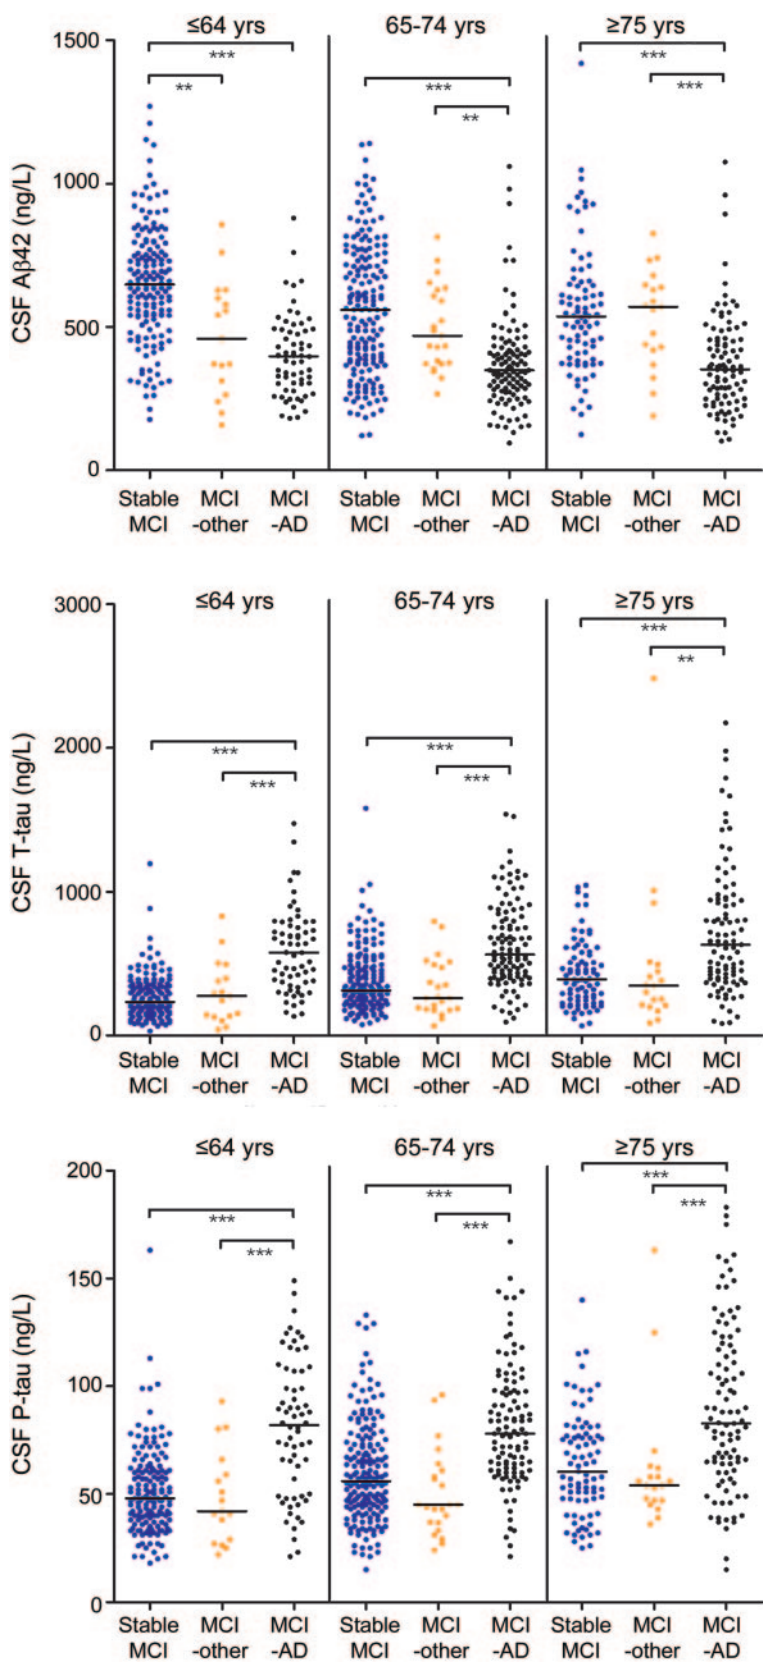 ≤64 yrs 65-74 yrs ≥75 yrs
1500
*** *** ***
** ** ***
1000
CSF Aβ42 (ng/L)
500
0
Stable MCI MCI Stable MCI MCI Stable MCI MCI
MCI -other -AD MCI -other -AD MCI -other -AD
3000
≤64 yrs 65-74 yrs ≥75 yrs
***
**
2000
*** ***
*** ***
CSF T-tau (ng/L)
1000
0
Stable MCI MCI Stable MCI MCI Stable MCI MCI
MCI -other -AD MCI -other -AD MCI -other -AD
≤64 yrs 65-74 yrs ≥75 yrs
200
*** *** ***
*** *** ***
150
CSF P-tau (ng/L)
100
50
0
Stable MCI MCI Stable MCI MCI Stable MCI MCI
MCI -other -AD MCI -other -AD MCI -other -AD